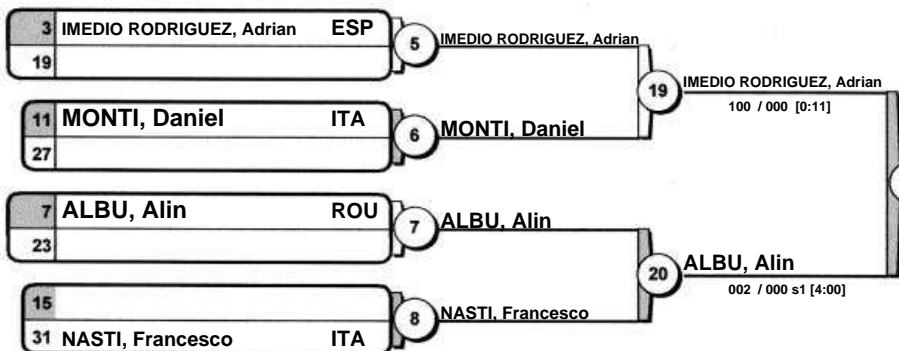 3 IMEDIO RODRIGUEZ, Adrian ESP
19
5 IMEDIO RODRIGUEZ, Adrian
11 MONTI, Daniel ITA
27
6 MONTI, Daniel
19 IMEDIO RODRIGUEZ, Adrian
100 / 000 [0:11]
7 ALBU, Alin ROU
23
7 ALBU, Alin
15
31 NASTI, Francesco ITA
8 NASTI, Francesco
20 ALBU, Alin
002 / 000 s1 [4:00]